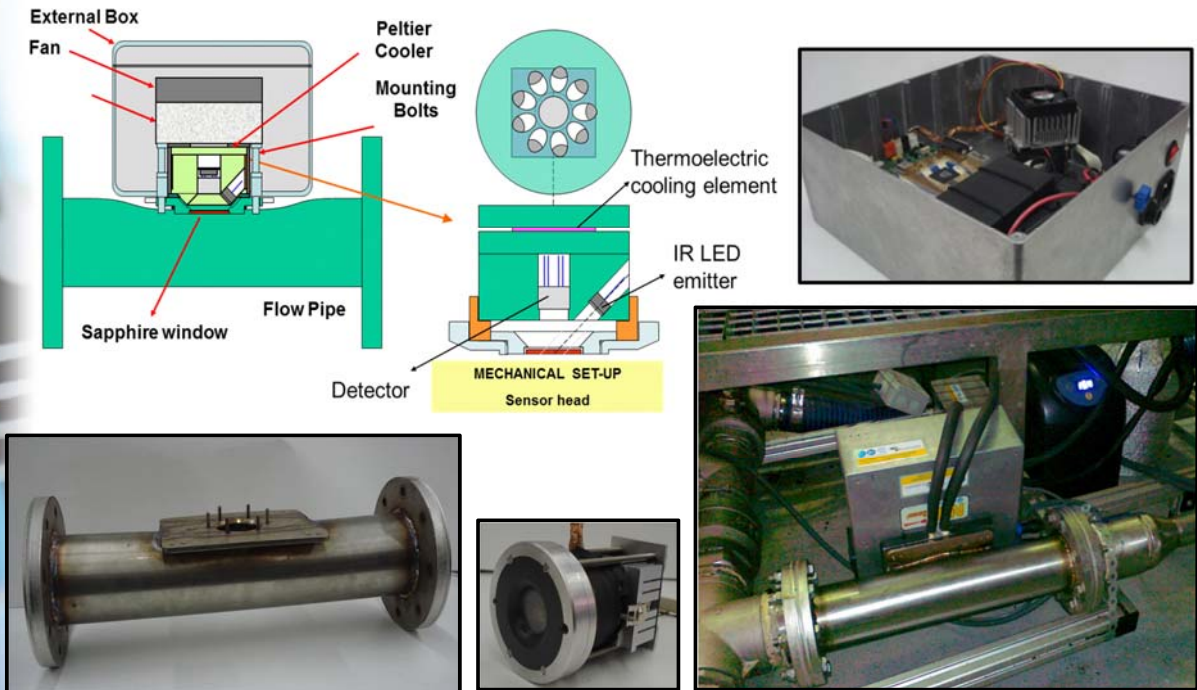 External Box
Fan
Peltier
Cooler
Mounting
Bolts
Thermoelectric
cooling element
IR LED
emitter
Flow Pipe
Sapphire window
Detector
MECHANICAL SET-UP
Sensor head